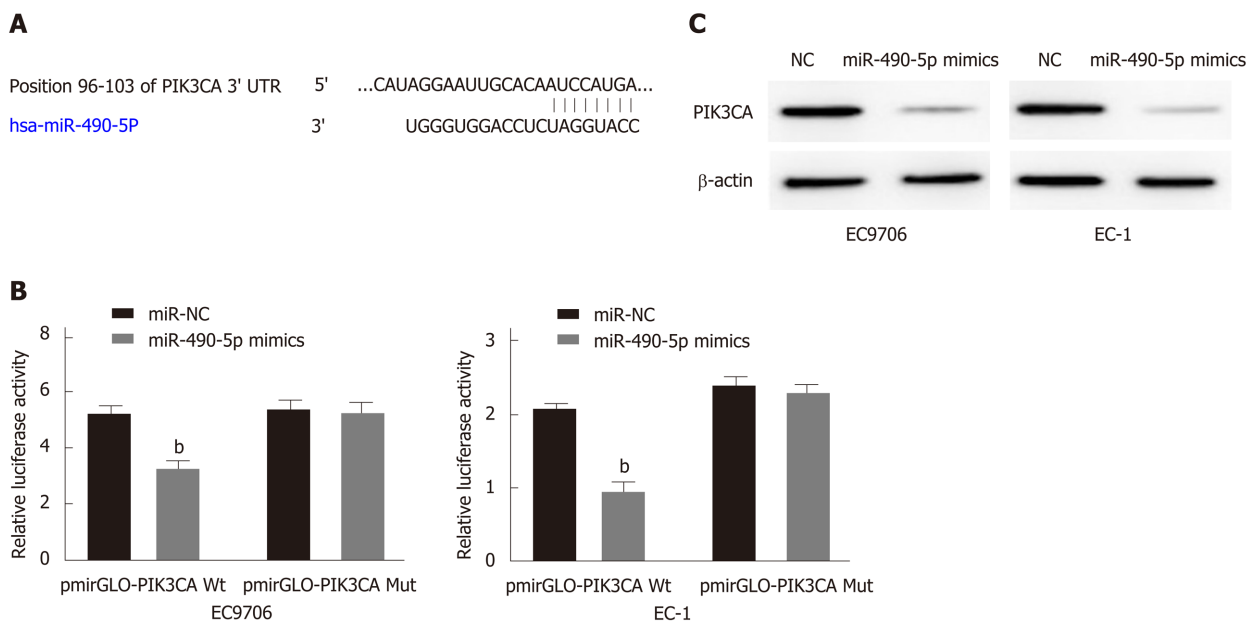 A
Position 96-103 of PIK3CA 3' UTR 5' ...CAUAGGAAUUGCACAAUCCAUGA...
hsa-miR-490-5P 3' UGGGUGGACCUCUAGGUACC
B
miR-NC
miR-490-5p mimics
Relative luciferase activity
8
6
4
2
0
b
pmirGLO-PIK3CA Wt pmirGLO-PIK3CA Mut
EC9706
miR-NC
miR-490-5p mimics
Relative luciferase activity
3
2
1
0
b
pmirGLO-PIK3CA Wt pmirGLO-PIK3CA Mut
EC-1
C
NC miR-490-5p mimics NC miR-490-5p mimics
PIK3CA
β-actin
EC9706 EC-1